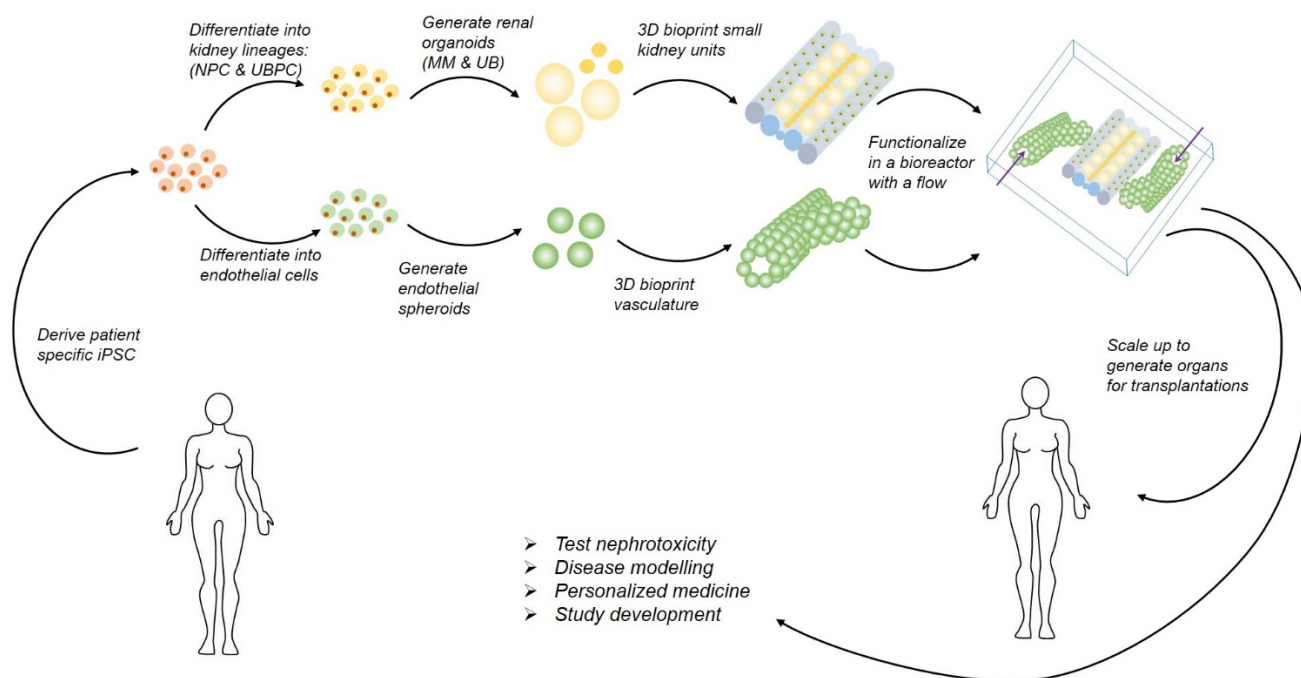 Differentiate into
kidney lineages:
(NPC & UBPC)
Generate renal
organoids
(MM & UB)
3D bioprint small
kidney units
Functionalize
in a bioreactor
with a flow
Differentiate into
endothelial cells
Generate
endothelial
spheroids
3D bioprint
vasculature
Derive patient
specific iPSC
Scale up to
generate organs
for transplantations
➢ Test nephrotoxicity
➢ Disease modelling
➢ Personalized medicine
➢ Study development